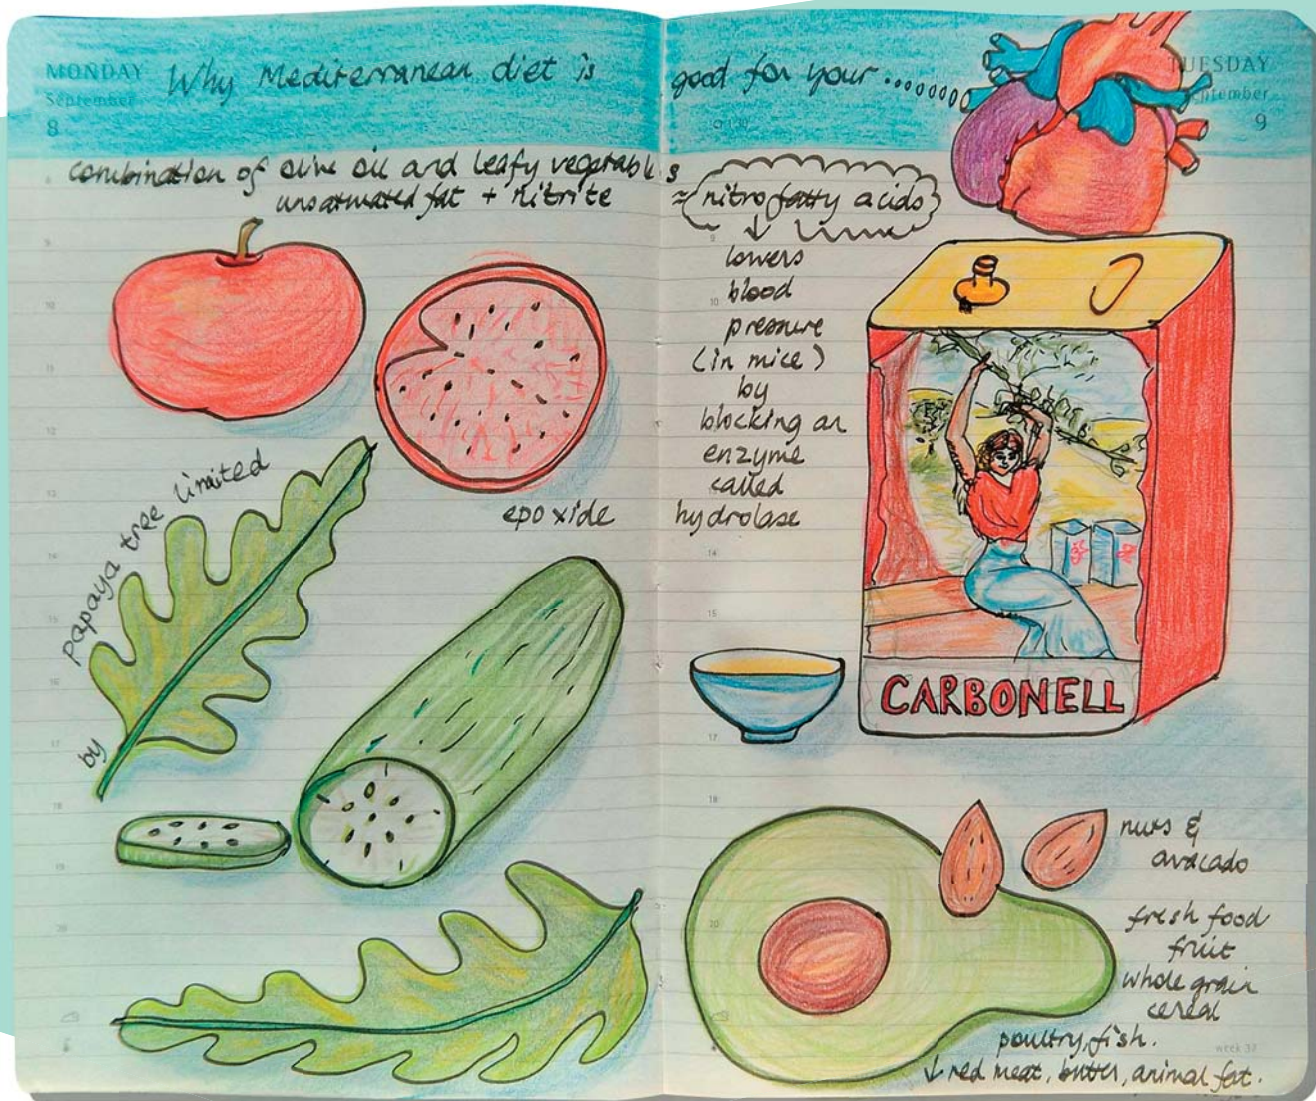 MONDAY
September
8
Why Mediterranean diet is good for your ........
TUESDAY
September
9
combination of olive oil and leafy vegetables
unsaturated fat + nitrite = nitro fatty acids
↓
lowers
blood
pressure
(in mice)
by
blocking an
enzyme
called
epoxide hydrolase
by papaya tree limited
CARBONELL
nuts &
avacado
fresh food
fruit
whole grain
cereal
poultry, fish.
↓ red meat, butter, animal fat.
week 37